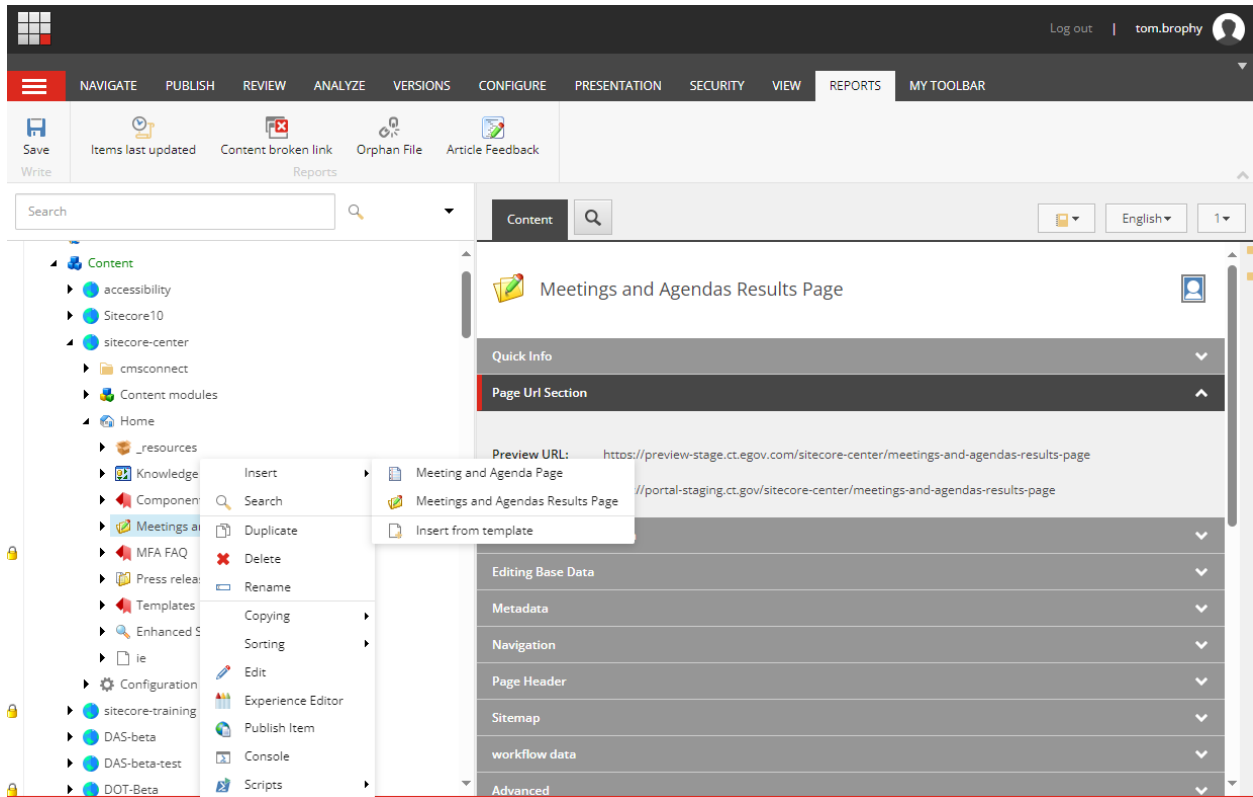 Log out | tom.brophy
NAVIGATE PUBLISH REVIEW ANALYZE VERSIONS CONFIGURE PRESENTATION SECURITY VIEW REPORTS MY TOOLBAR
Save Items last updated Content broken link Orphan File Article Feedback
Write Reports
Search
Content English 1
Content
accessibility
Sitecore10
sitecore-center
cmsconnect
Content modules
Home
_resources
Knowledge
Componen
Meetings a
MFA FAQ
Press relea
Templates
Enhanced S
ie
Configuration
sitecore-training
DAS-beta
DAS-beta-test
DOT-Beta
Insert
Search
Duplicate
Delete
Rename
Copying
Sorting
Edit
Experience Editor
Publish Item
Console
Scripts
Meeting and Agenda Page
Meetings and Agendas Results Page
Insert from template
Meetings and Agendas Results Page
Quick Info
Page Url Section
Preview URL: https://preview-stage.ct.egov.com/sitecore-center/meetings-and-agendas-results-page
//portal-staging.ct.gov/sitecore-center/meetings-and-agendas-results-page
Editing Base Data
Metadata
Navigation
Page Header
Sitemap
workflow data
Advanced